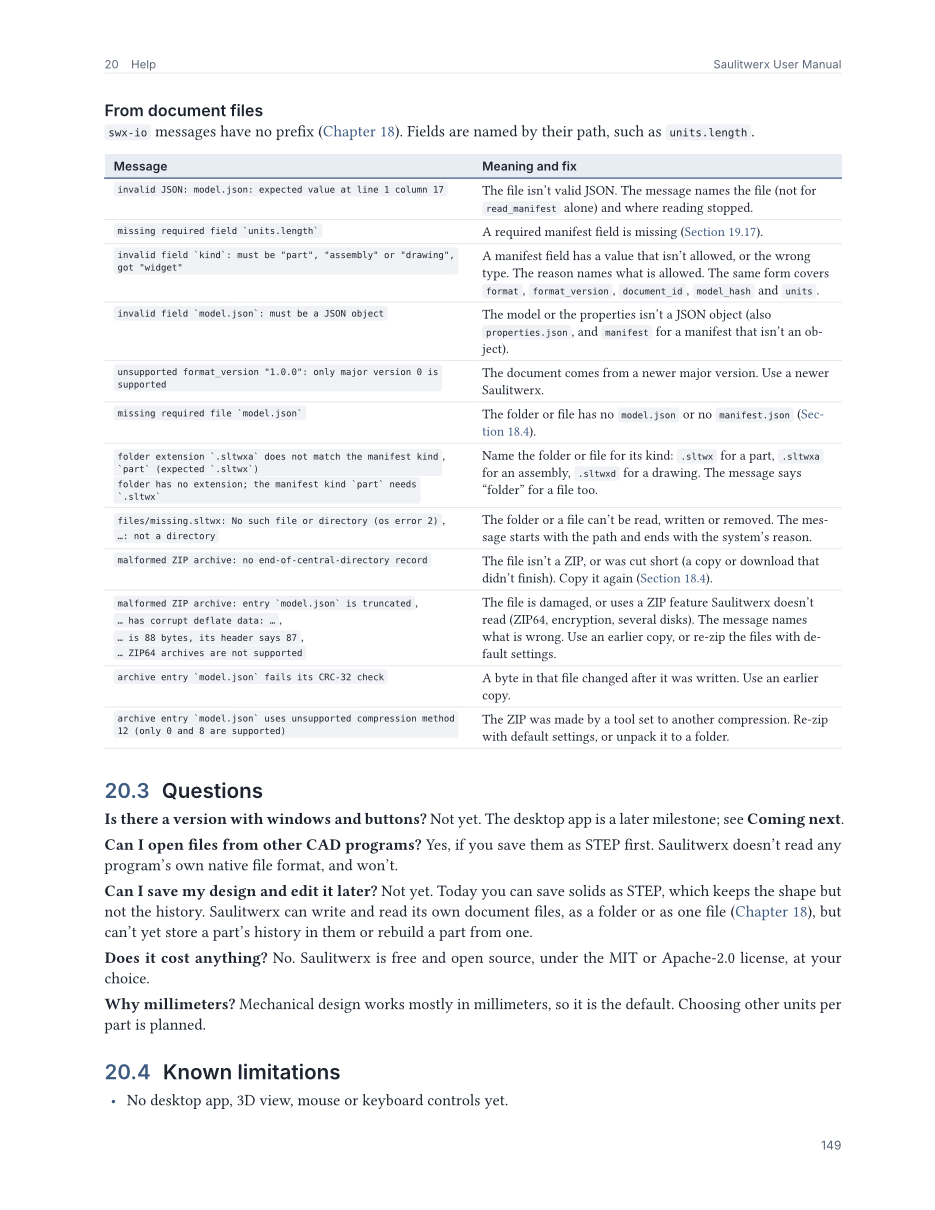 20 Help
Saulitwerx User Manual
From document files
swx-io messages have no prefix (Chapter 18). Fields are named by their path, such as units.length.
Message
Meaning and fix
invalid JSON: model.json: expected value at line 1 column 17
The file isn’t valid JSON. The message names the file (not for
read_manifest alone) and where reading stopped.
missing required field `units.length`
A required manifest field is missing (Section 19.17).
invalid field `kind`: must be "part", "assembly" or "drawing",
got "widget"
A manifest field has a value that isn’t allowed, or the wrong
type. The reason names what is allowed. The same form covers
format, format_version, document_id, model_hash and units.
invalid field `model.json`: must be a JSON object
The model or the properties isn’t a JSON object (also
properties.json, and manifest for a manifest that isn’t an ob-
ject).
unsupported format_version "1.0.0": only major version 0 is
supported
The document comes from a newer major version. Use a newer
Saulitwerx.
missing required file `model.json`
The folder or file has no model.json or no manifest.json (Sec-
tion 18.4).
folder extension `.sltwxa` does not match the manifest kind
`part` (expected `.sltwx`),
folder has no extension; the manifest kind `part` needs
`.sltwx`
Name the folder or file for its kind: .sltwx for a part, .sltwxa
for an assembly, .sltwxd for a drawing. The message says
“folder” for a file too.
files/missing.sltwx: No such file or directory (os error 2),
…: not a directory
The folder or a file can’t be read, written or removed. The mes-
sage starts with the path and ends with the system’s reason.
malformed ZIP archive: no end-of-central-directory record
The file isn’t a ZIP, or was cut short (a copy or download that
didn’t finish). Copy it again (Section 18.4).
malformed ZIP archive: entry `model.json` is truncated,
… has corrupt deflate data: …,
… is 88 bytes, its header says 87,
… ZIP64 archives are not supported
The file is damaged, or uses a ZIP feature Saulitwerx doesn’t
read (ZIP64, encryption, several disks). The message names
what is wrong. Use an earlier copy, or re-zip the files with de-
fault settings.
archive entry `model.json` fails its CRC-32 check
A byte in that file changed after it was written. Use an earlier
copy.
archive entry `model.json` uses unsupported compression method
12 (only 0 and 8 are supported)
The ZIP was made by a tool set to another compression. Re-zip
with default settings, or unpack it to a folder.
20.3 Questions
Is there a version with windows and buttons? Not yet. The desktop app is a later milestone; see Coming next.
Can I open files from other CAD programs? Yes, if you save them as STEP first. Saulitwerx doesn’t read any
program’s own native file format, and won’t.
Can I save my design and edit it later? Not yet. Today you can save solids as STEP, which keeps the shape but
not the history. Saulitwerx can write and read its own document files, as a folder or as one file (Chapter 18), but
can’t yet store a part’s history in them or rebuild a part from one.
Does it cost anything? No. Saulitwerx is free and open source, under the MIT or Apache-2.0 license, at your
choice.
Why millimeters? Mechanical design works mostly in millimeters, so it is the default. Choosing other units per
part is planned.
20.4 Known limitations
• No desktop app, 3D view, mouse or keyboard controls yet.
149